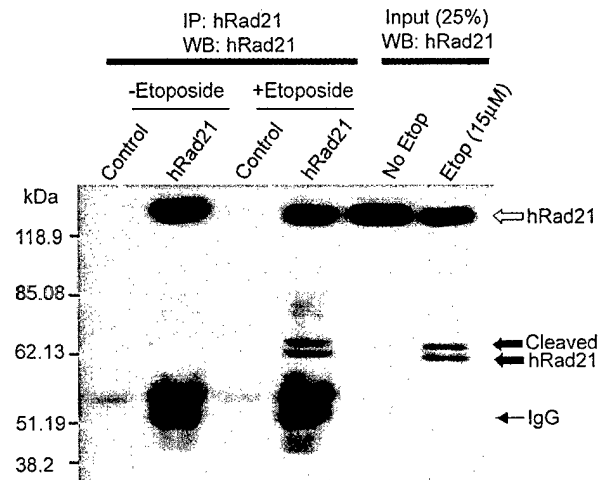 IP: hRad21
WB: hRad21
Input (25%)
WB: hRad21
-Etoposide
+Etoposide
Control
hRad21
Control
hRad21
No Etop
Etop (15µM)
kDa
118.9
85.08
62.13
51.19
38.2
hRad21
Cleaved
hRad21
IgG